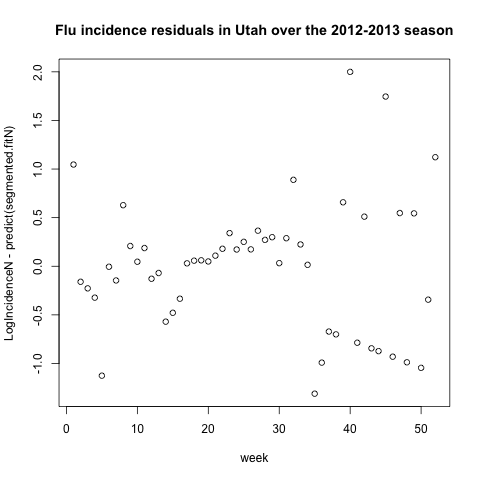 Flu incidence residuals in Utah over the 2012-2013 season
LogIncidenceN - predict(segmented.fitN)
2.0
1.5
1.0
0.5
0.0
-0.5
-1.0
0 10 20 30 40 50
week